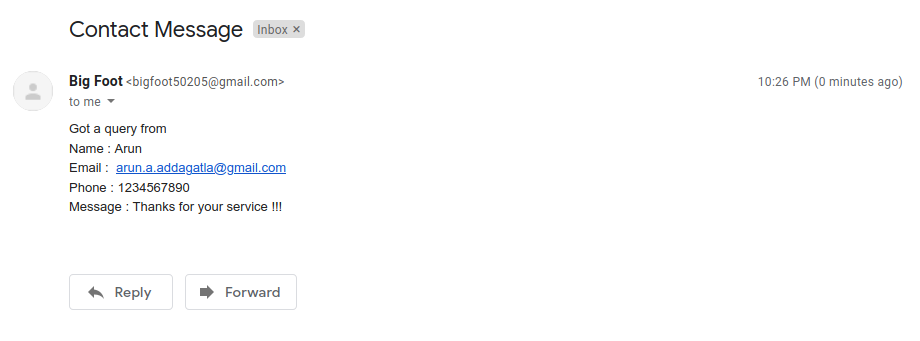 Contact Message Inbox ×
Big Foot <bigfoot50205@gmail.com> 10:26 PM (0 minutes ago)
to me
Got a query from
Name : Arun
Email : arun.a.addagatla@gmail.com
Phone : 1234567890
Message : Thanks for your service !!!
Reply Forward